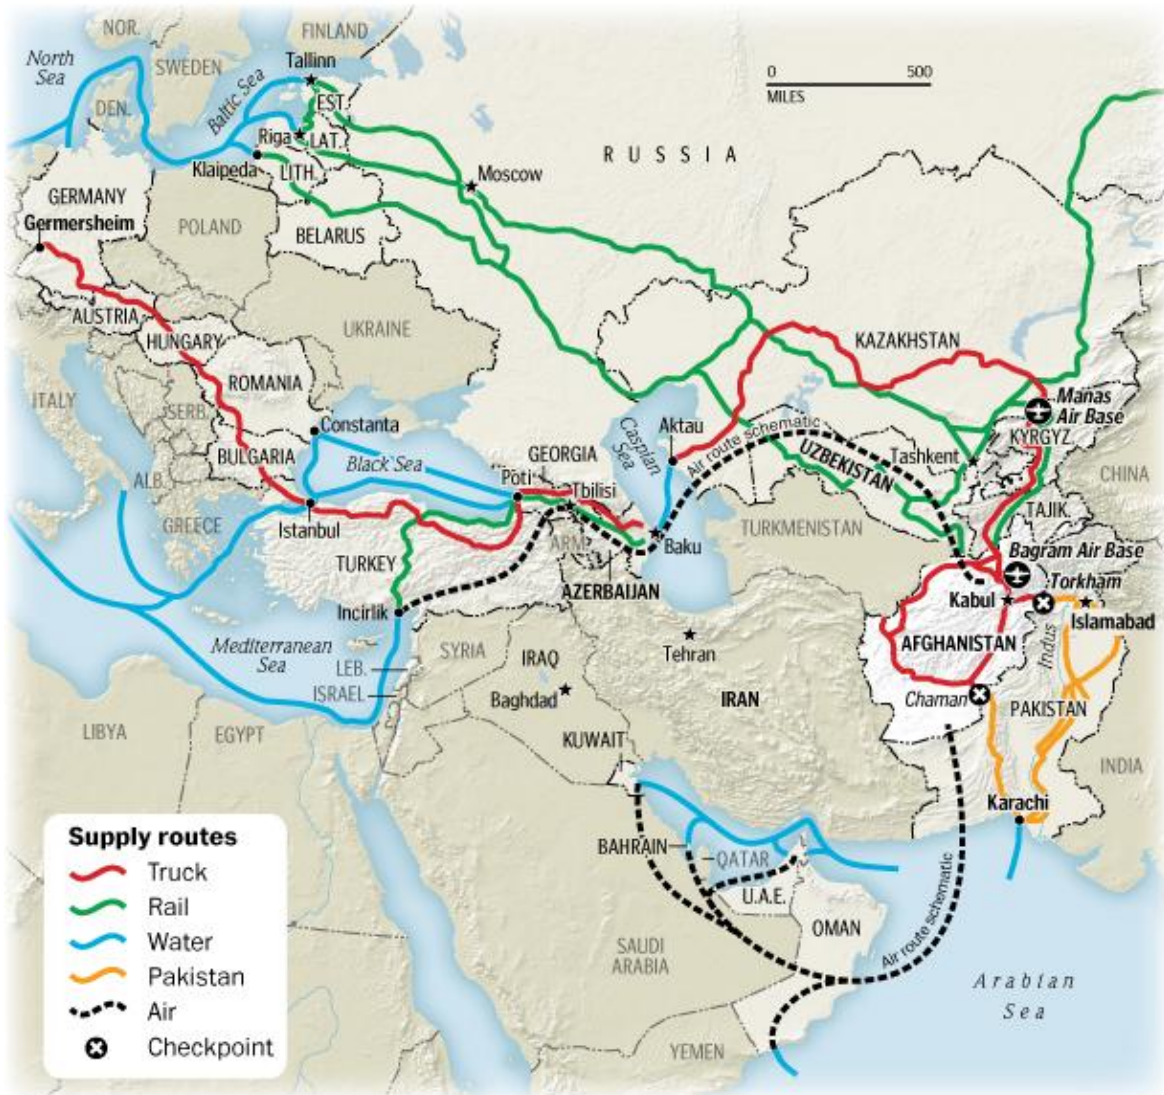 NOR.
FINLAND
North
Sea
SWEDEN
Tallinn
0 500
MILES
DEN.
Baltic Sea
EST.
Riga
LAT.
RUSSIA
Klaipeda
LITH.
Moscow
GERMANY
Germersheim
POLAND
BELARUS
AUSTRIA
HUNGARY
UKRAINE
KAZAKHSTAN
ROMANIA
ITALY
SERB.
Manas
Air Base
Constanta
Aktau
Air route schematic
KYRGYZ.
BULGARIA
Black Sea
GEORGIA
Caspian
Sea
UZBEKISTAN
Tashkent
CHINA
ALB.
Poti
Tbilisi
GREECE
Istanbul
TURKMENISTAN
TAJIK.
ARM.
Baku
Bagram Air Base
TURKEY
AZERBAIJAN
Torkham
Kabul
Incirlik
Islamabad
Mediterranean
Sea
SYRIA
Tehran
AFGHANISTAN
Indus
LEB.
IRAQ
ISRAEL
Baghdad
IRAN
Chaman
PAKISTAN
LIBYA
EGYPT
KUWAIT
INDIA
Karachi
BAHRAIN
QATAR
U.A.E.
OMAN
Air route schematic
SAUDI
ARABIA
Arabian
Sea
YEMEN
Supply routes
Truck
Rail
Water
Pakistan
Air
Checkpoint